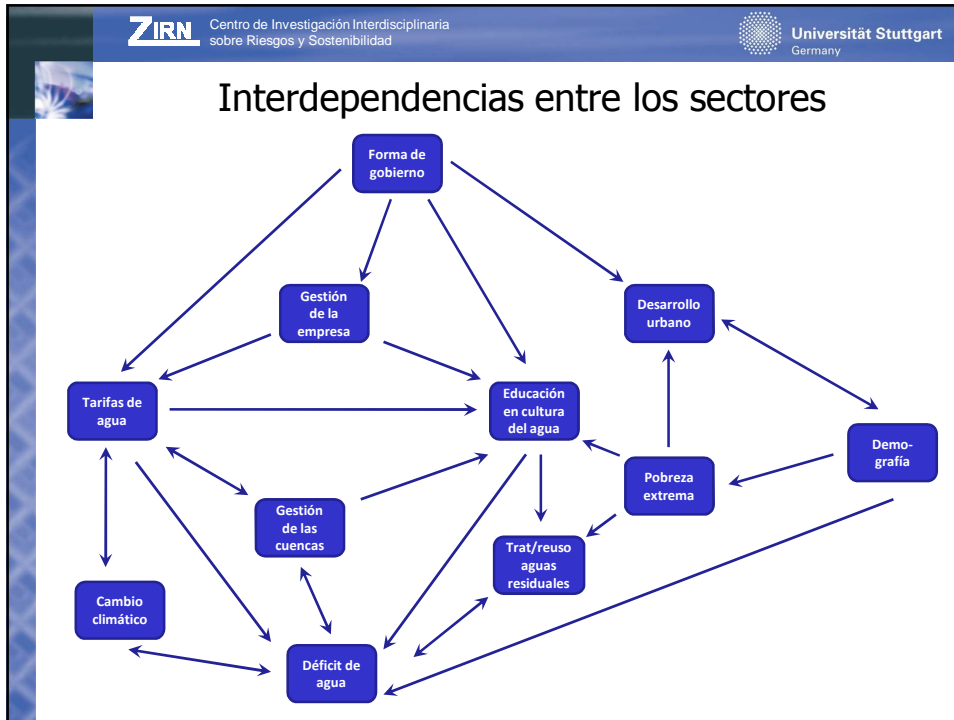 ZIRN
Centro de Investigación Interdisciplinaria
sobre Riesgos y Sostenibilidad
Universität Stuttgart
Germany
Interdependencias entre los sectores
Forma de
gobierno
Gestión
de la
empresa
Desarrollo
urbano
Tarifas de
agua
Educación
en cultura
del agua
Demo-
grafía
Pobreza
extrema
Gestión
de las
cuencas
Trat/reuso
aguas
residuales
Cambio
climático
Déficit de
agua